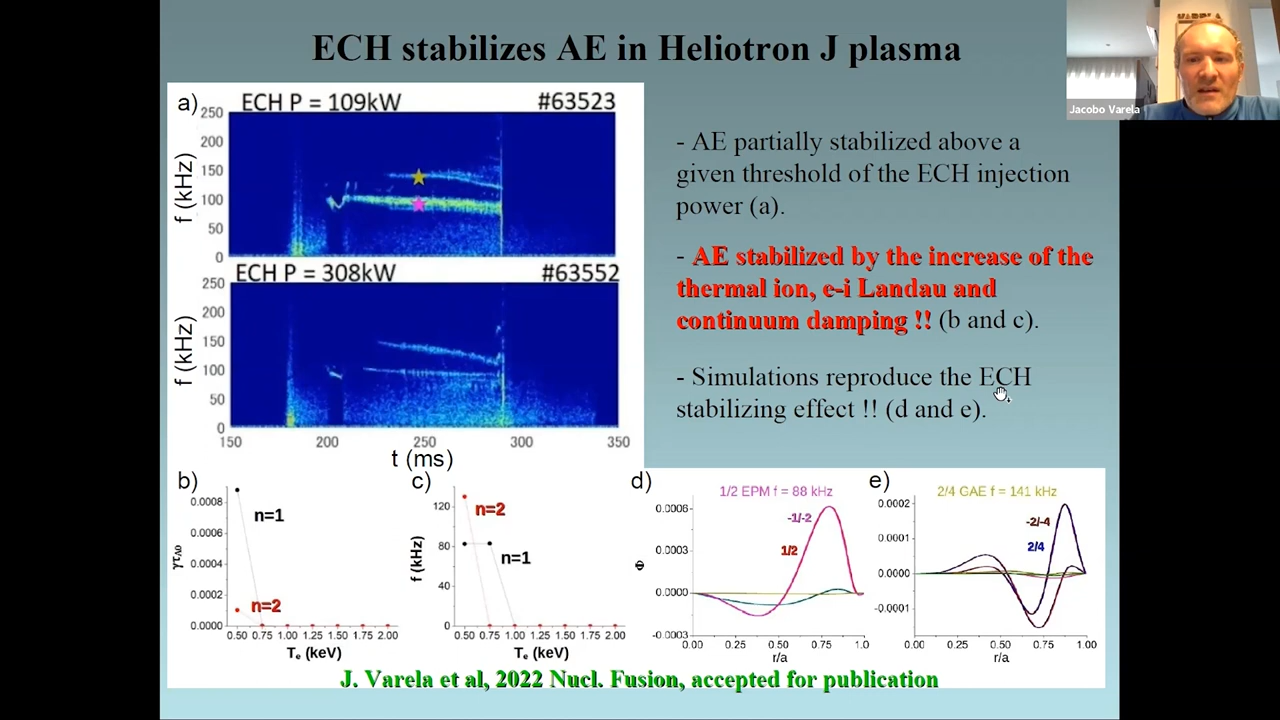 ECH stabilizes AE in Heliotron J plasma
Jacobo Varela
a)
ECH P = 109kW
#63523
250
200
150
100
50
0
f (kHz)
ECH P = 308kW
#63552
250
200
150
100
50
0
f (kHz)
150 200 250 300 350
t (ms)
- AE partially stabilized above a
given threshold of the ECH injection
power (a).
- AE stabilized by the increase of the
thermal ion, e-i Landau and
continuum damping !! (b and c).
- Simulations reproduce the ECH
stabilizing effect !! (d and e).
b)
0.0008
0.0006
0.0004
0.0002
0.0000
γτA0
n=1
n=2
0.50 0.75 1.00 1.25 1.50 1.75 2.00
Te (keV)
c)
120
80
40
0
f (kHz)
n=2
n=1
0.50 0.75 1.00 1.25 1.50 1.75 2.00
Te (keV)
d)
1/2 EPM f = 88 kHz
0.0006
0.0003
0.0000
-0.0003
Φ
-1/-2
1/2
0.00 0.25 0.50 0.75 1.0
r/a
e)
2/4 GAE f = 141 kHz
0.0002
0.0001
0.0000
-0.0001
-2/-4
2/4
0.00 0.25 0.50 0.75 1.00
r/a
J. Varela et al, 2022 Nucl. Fusion, accepted for publication